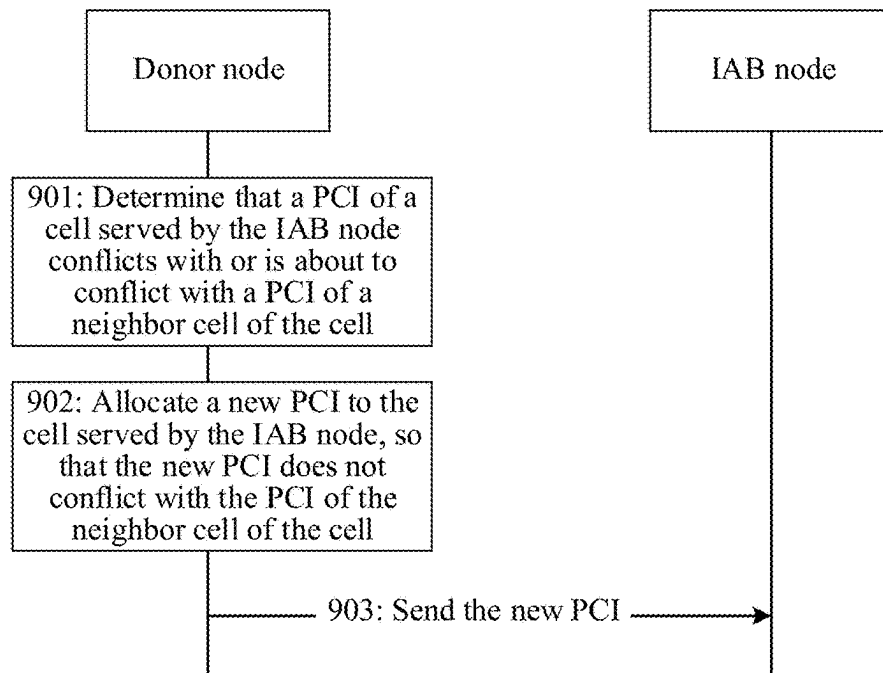 Donor node
IAB node
901: Determine that a PCI of a
cell served by the IAB node
conflicts with or is about to
conflict with a PCI of a
neighbor cell of the cell
902: Allocate a new PCI to the
cell served by the IAB node, so
that the new PCI does not
conflict with the PCI of the
neighbor cell of the cell
903: Send the new PCI